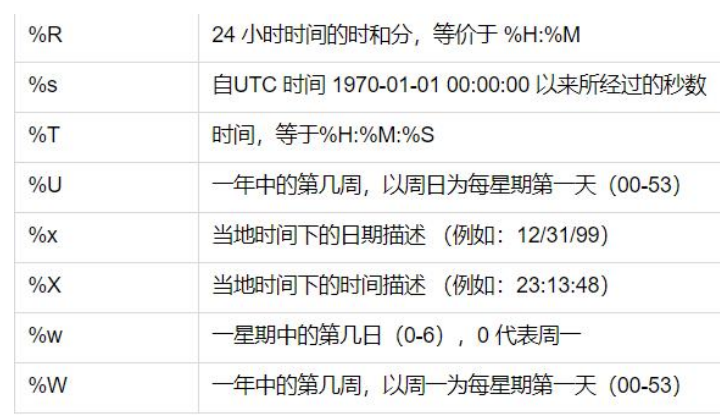 %R 24 小时时间的时和分，等价于 %H:%M
%s 自UTC 时间 1970-01-01 00:00:00 以来所经过的秒数
%T 时间，等于%H:%M:%S
%U 一年中的第几周，以周日为每星期第一天（00-53）
%x 当地时间下的日期描述 （例如：12/31/99）
%X 当地时间下的时间描述 （例如：23:13:48）
%w 一星期中的第几日（0-6）, 0 代表周一
%W 一年中的第几周，以周一为每星期第一天（00-53）